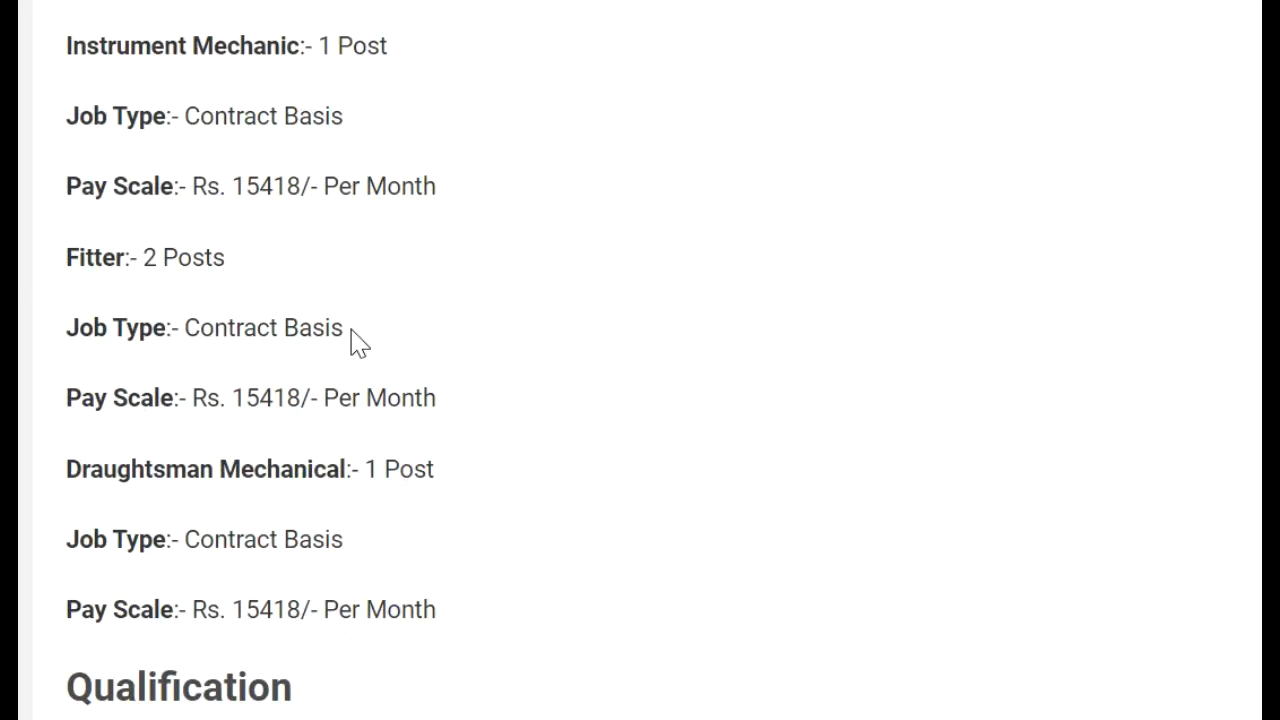 Instrument Mechanic:- 1 Post
Job Type:- Contract Basis
Pay Scale:- Rs. 15418/- Per Month
Fitter:- 2 Posts
Job Type:- Contract Basis
Pay Scale:- Rs. 15418/- Per Month
Draughtsman Mechanical:- 1 Post
Job Type:- Contract Basis
Pay Scale:- Rs. 15418/- Per Month
Qualification